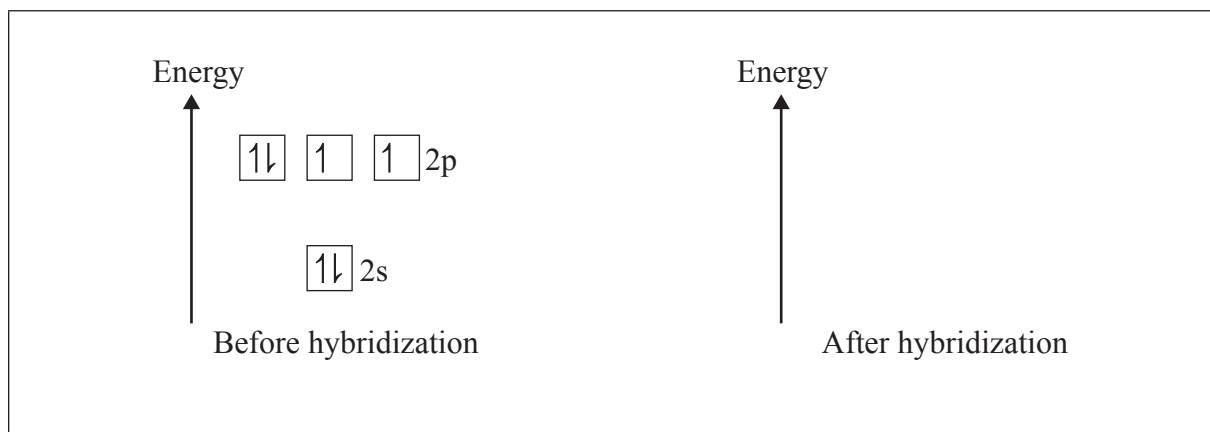 Energy
Energy
2p
2s
Before hybridization
After hybridization